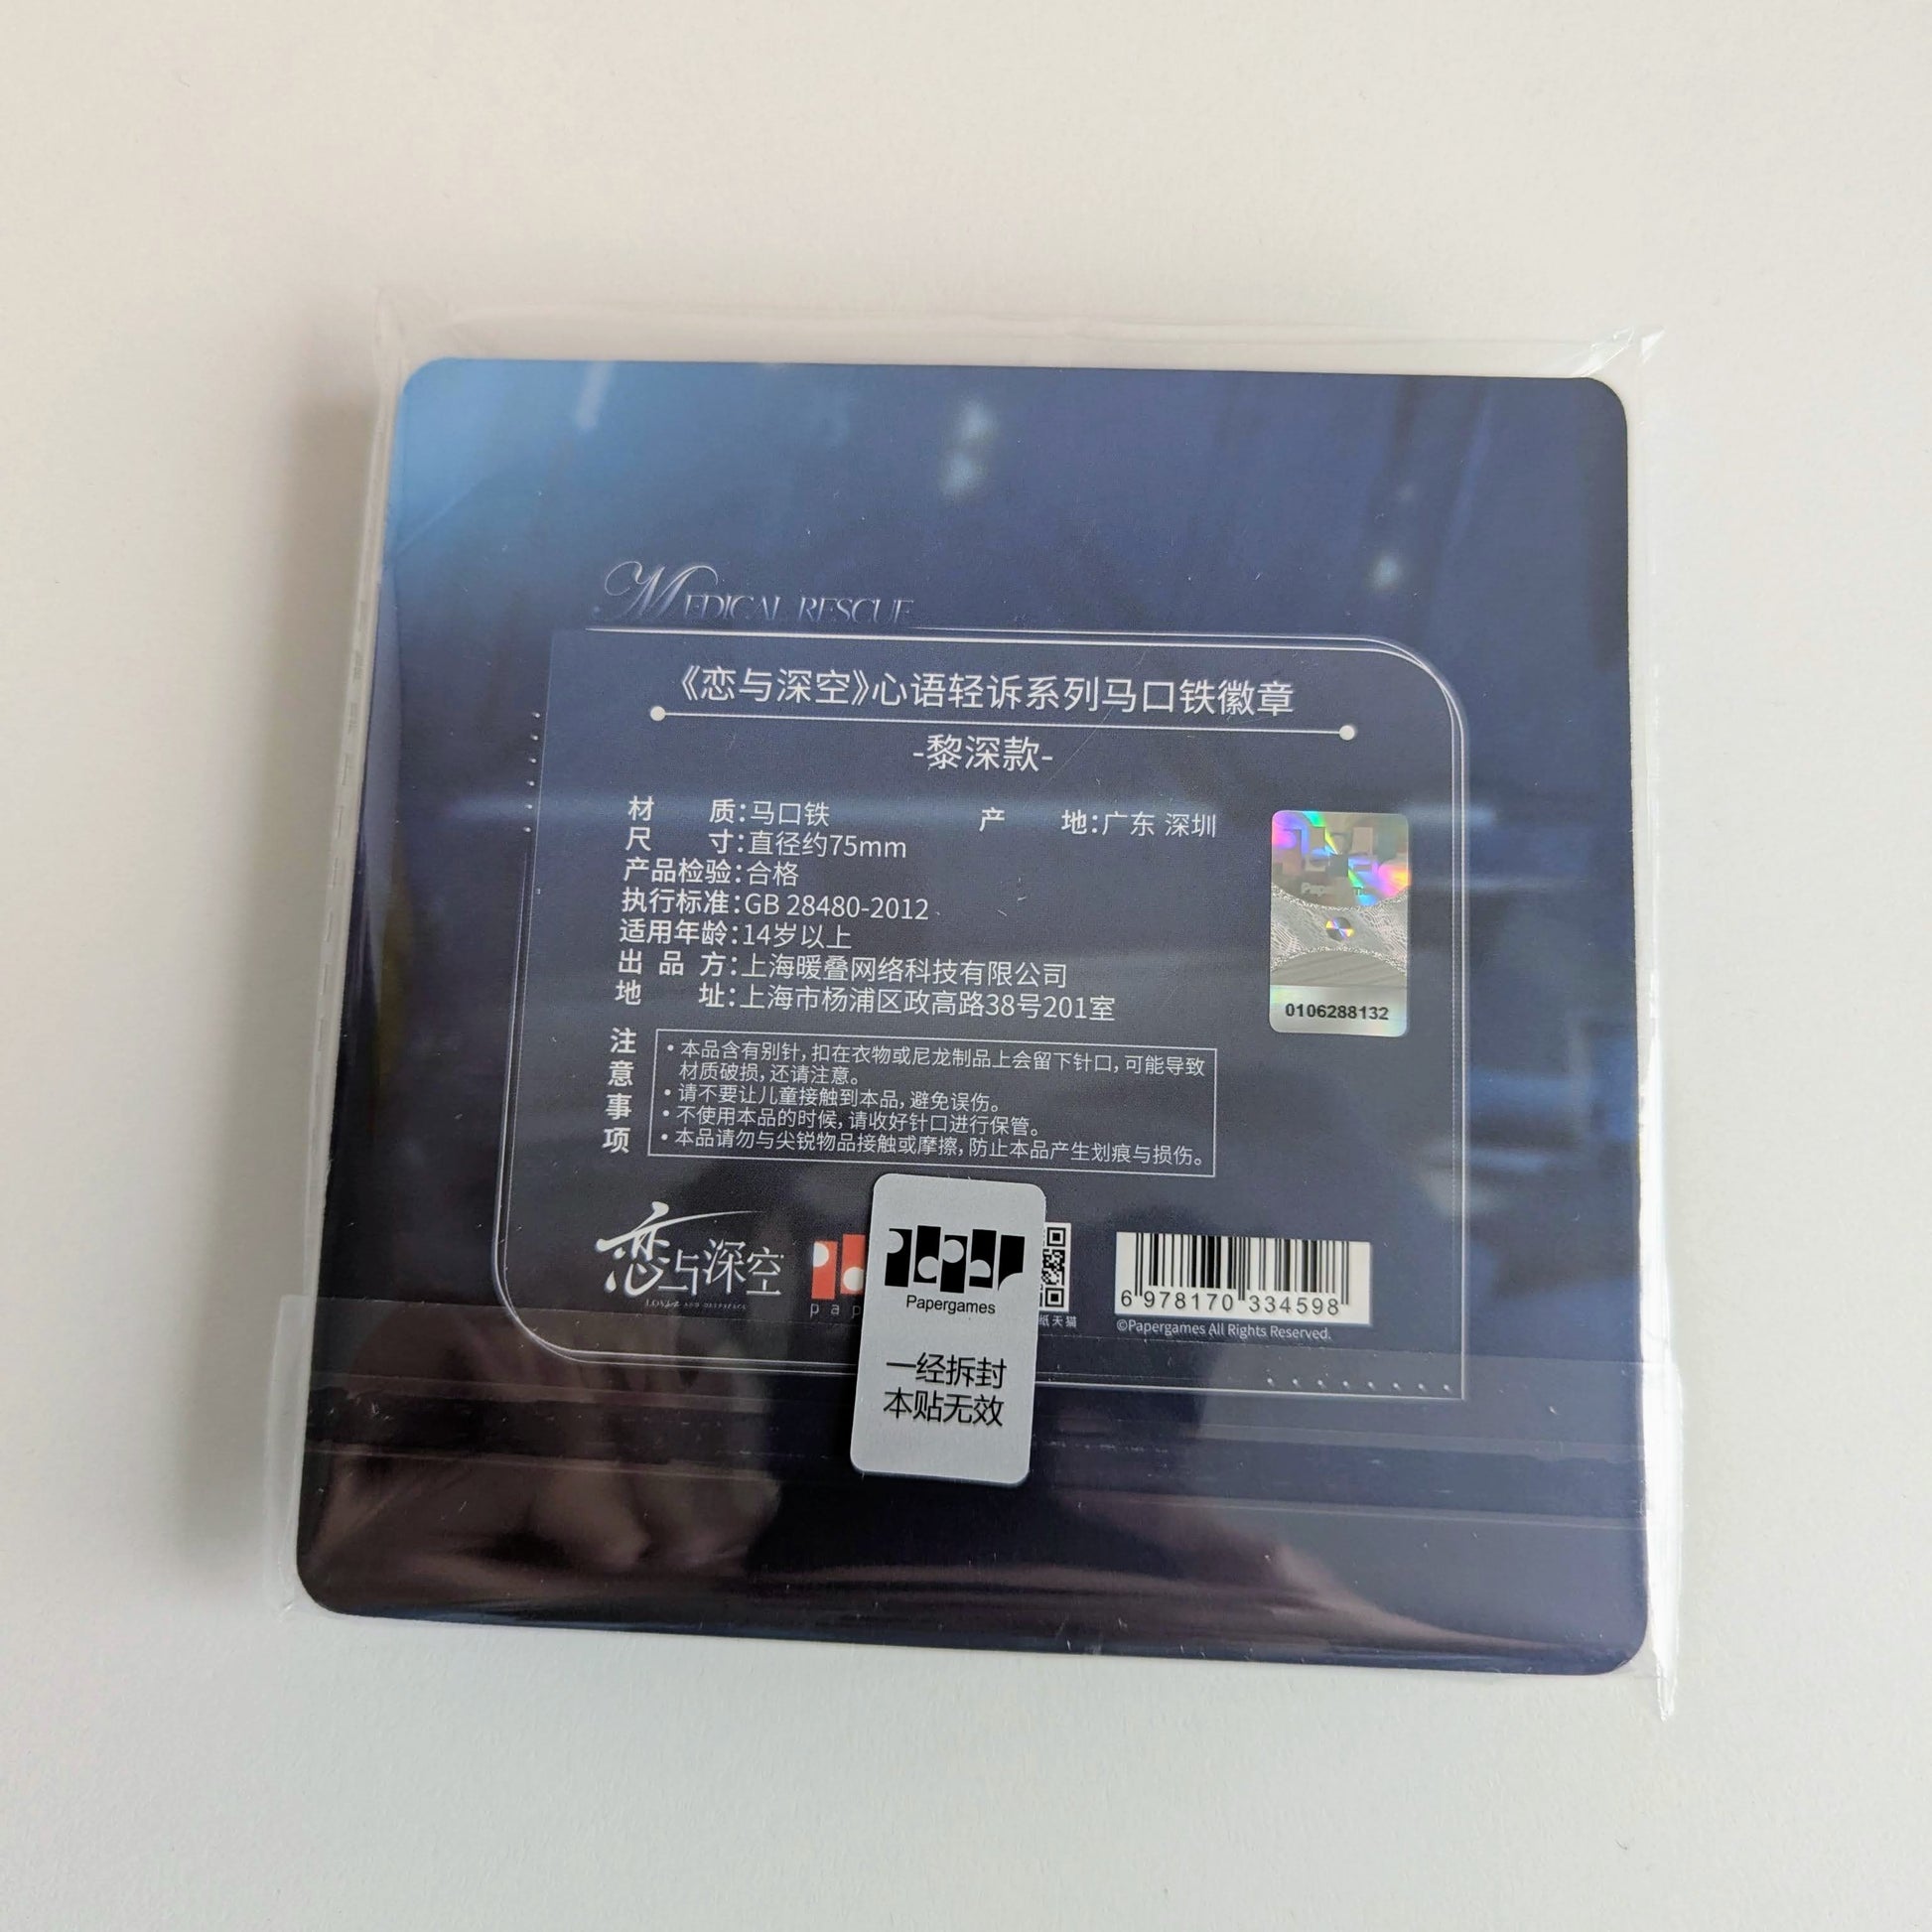 MEDICAL RESCUE
《恋与深空》心语轻诉系列马口铁徽章
-黎深款-
材 质：马口铁 产 地：广东 深圳
尺 寸：直径约75mm
产品检验：合格
执行标准：GB 28480-2012
适用年龄：14岁以上
出 品 方：上海暖叠网络科技有限公司
地 址：上海市杨浦区政高路38号201室
0106288132
注意事项
• 本品含有别针，扣在衣物或尼龙制品上会留下针口，可能导致
材质破损，还请注意。
• 请不要让儿童接触到本品，避免误伤。
• 不使用本品的时候，请收好针口进行保管。
• 本品请勿与尖锐物品接触或摩擦，防止本品产生划痕与损伤。
恋与深空
LOVE AND DEEPSPACE
pap
paper
Papergames
一经拆封
本贴无效
纸天猫
6 978170 334598
©Papergames All Rights Reserved.